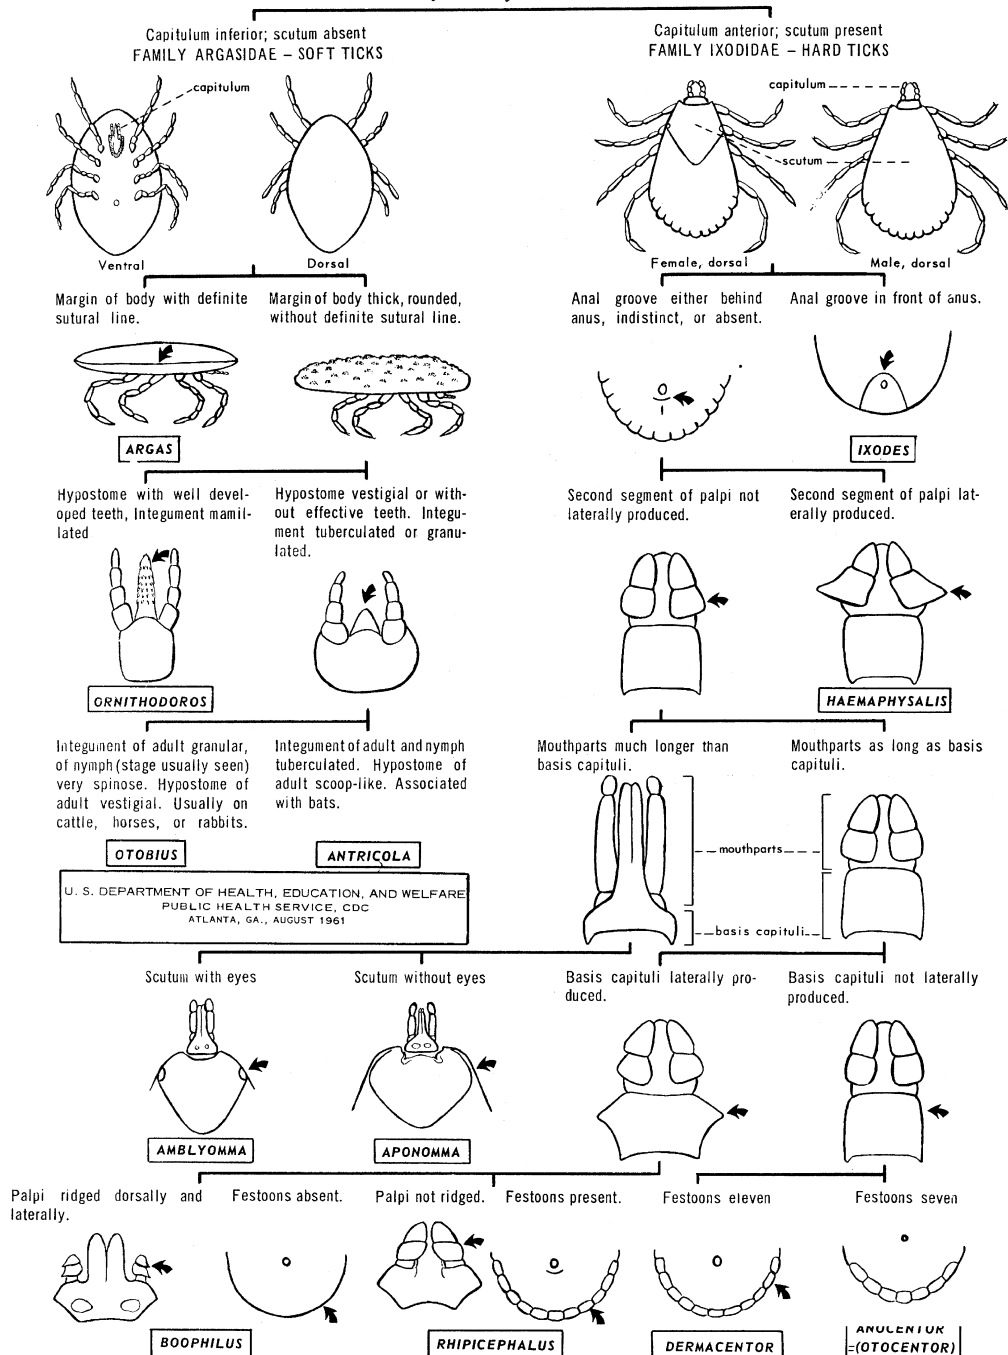 Capitulum inferior; scutum absent
FAMILY ARGASIDAE – SOFT TICKS
Capitulum anterior; scutum present
FAMILY IXODIDAE – HARD TICKS
capitulum
capitulum
scutum
Ventral
Dorsal
Female, dorsal
Male, dorsal
Margin of body with definite
sutural line.
Margin of body thick, rounded,
without definite sutural line.
Anal groove either behind
anus, indistinct, or absent.
Anal groove in front of anus.
ARGAS
IXODES
Hypostome with well devel-
oped teeth, Integument mamil-
lated
Hypostome vestigial or with-
out effective teeth. Integu-
ment tuberculated or granu-
lated.
Second segment of palpi not
laterally produced.
Second segment of palpi lat-
erally produced.
ORNITHODOROS
HAEMAPHYSALIS
Integument of adult granular,
of nymph (stage usually seen)
very spinose. Hypostome of
adult vestigial. Usually on
cattle, horses, or rabbits.
Integument of adult and nymph
tuberculated. Hypostome of
adult scoop-like. Associated
with bats.
Mouthparts much longer than
basis capituli.
Mouthparts as long as basis
capituli.
OTOBIUS
ANTRICOLA
mouthparts
basis capituli
U. S. DEPARTMENT OF HEALTH, EDUCATION, AND WELFARE
PUBLIC HEALTH SERVICE, CDC
ATLANTA, GA., AUGUST 1961
Scutum with eyes
Scutum without eyes
Basis capituli laterally pro-
duced.
Basis capituli not laterally
produced.
AMBLYOMMA
APONOMMA
Palpi ridged dorsally and
laterally.
Festoons absent.
Palpi not ridged.
Festoons present.
Festoons eleven
Festoons seven
BOOPHILUS
RHIPICEPHALUS
DERMACENTOR
ANOCENTOR
=(OTOCENTOR)